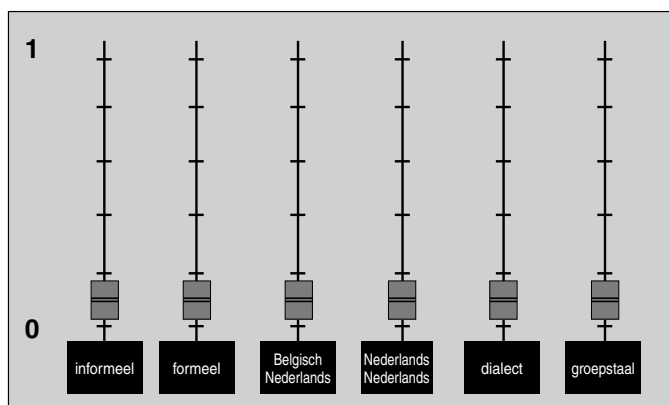 1
0
informeel
formeel
Belgisch
Nederlands
Nederlands
Nederlands
dialect
groepstaal